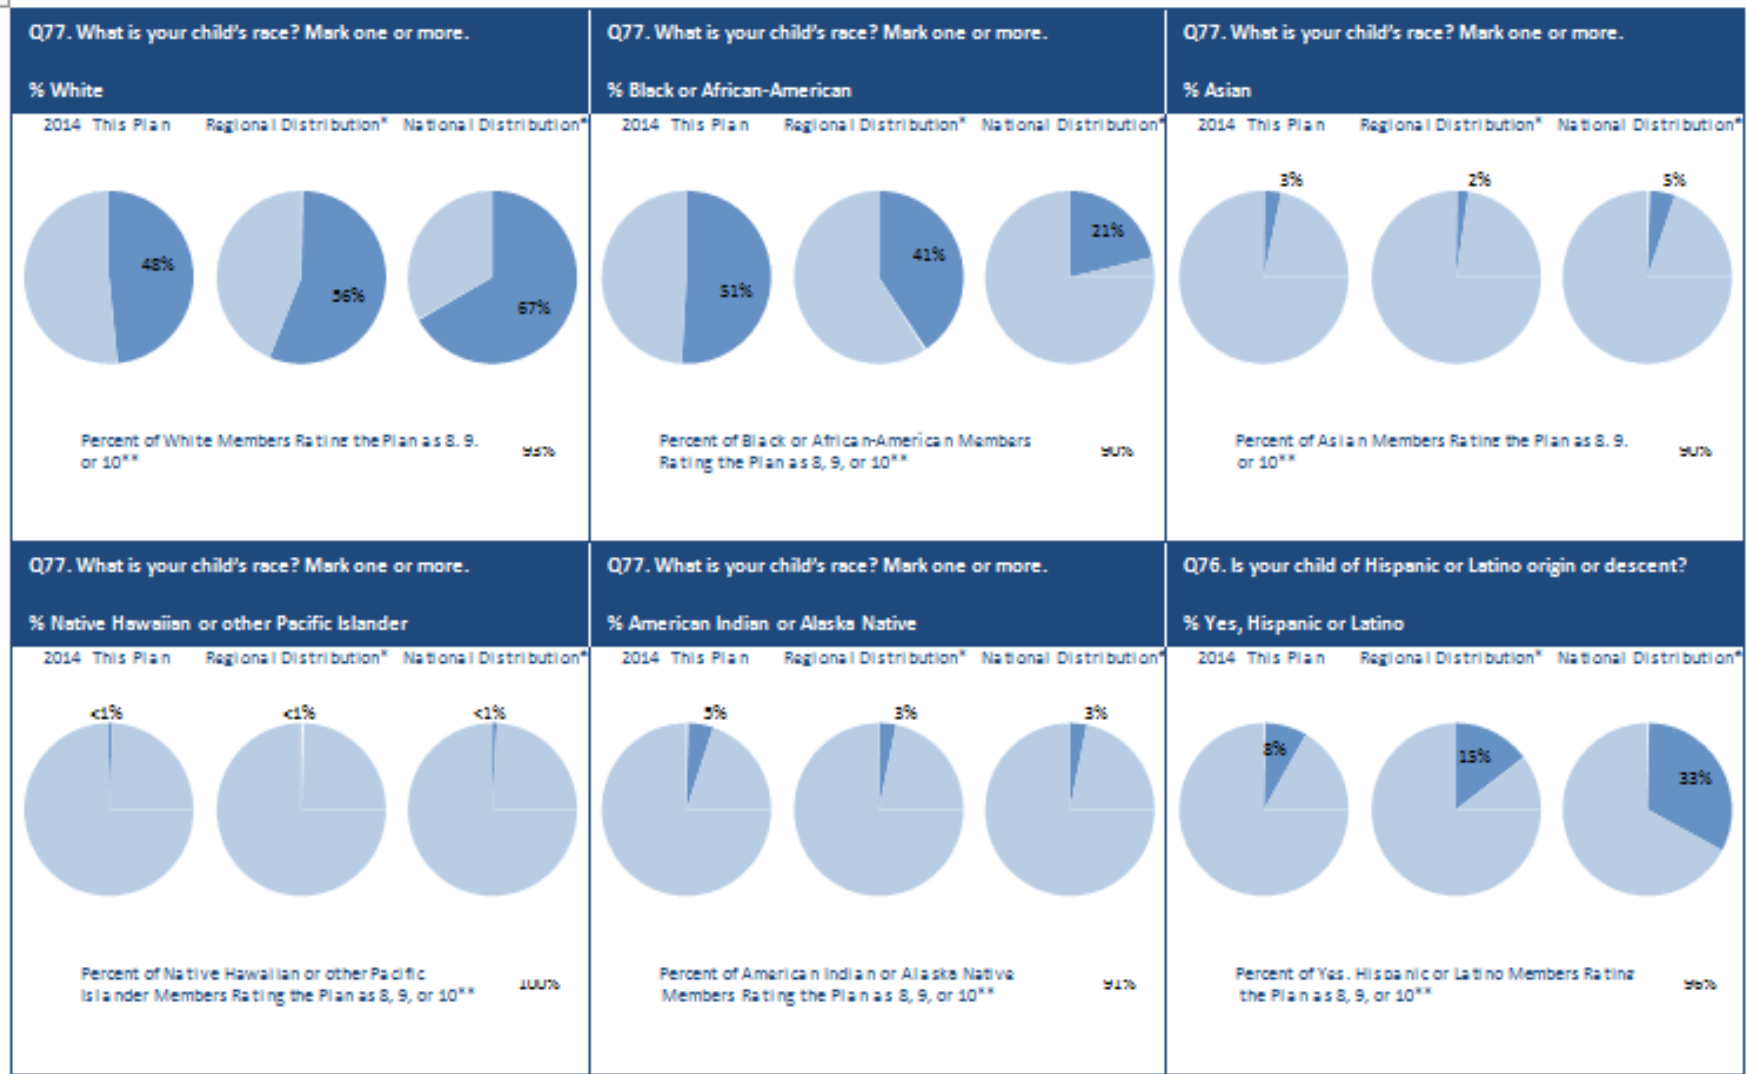 Q77. What is your child's race? Mark one or more.
% White
2014 This Plan Regional Distribution* National Distribution*
48%
56%
67%
Percent of White Members Rating the Plan as 8. 9.
or 10**
93%
Q77. What is your child's race? Mark one or more.
% Black or African-American
2014 This Plan Regional Distribution* National Distribution*
51%
41%
21%
Percent of Black or African-American Members
Rating the Plan as 8, 9, or 10**
90%
Q77. What is your child's race? Mark one or more.
% Asian
2014 This Plan Regional Distribution* National Distribution*
3%
2%
5%
Percent of Asian Members Rating the Plan as 8. 9.
or 10**
90%
Q77. What is your child's race? Mark one or more.
% Native Hawaiian or other Pacific Islander
2014 This Plan Regional Distribution* National Distribution*
<1%
<1%
<1%
Percent of Native Hawaiian or other Pacific
Islander Members Rating the Plan as 8, 9, or 10**
100%
Q77. What is your child's race? Mark one or more.
% American Indian or Alaska Native
2014 This Plan Regional Distribution* National Distribution*
5%
3%
3%
Percent of American Indian or Alaska Native
Members Rating the Plan as 8, 9, or 10**
91%
Q76. Is your child of Hispanic or Latino origin or descent?
% Yes, Hispanic or Latino
2014 This Plan Regional Distribution* National Distribution*
8%
15%
33%
Percent of Yes. Hispanic or Latino Members Rating
the Plan as 8, 9, or 10**